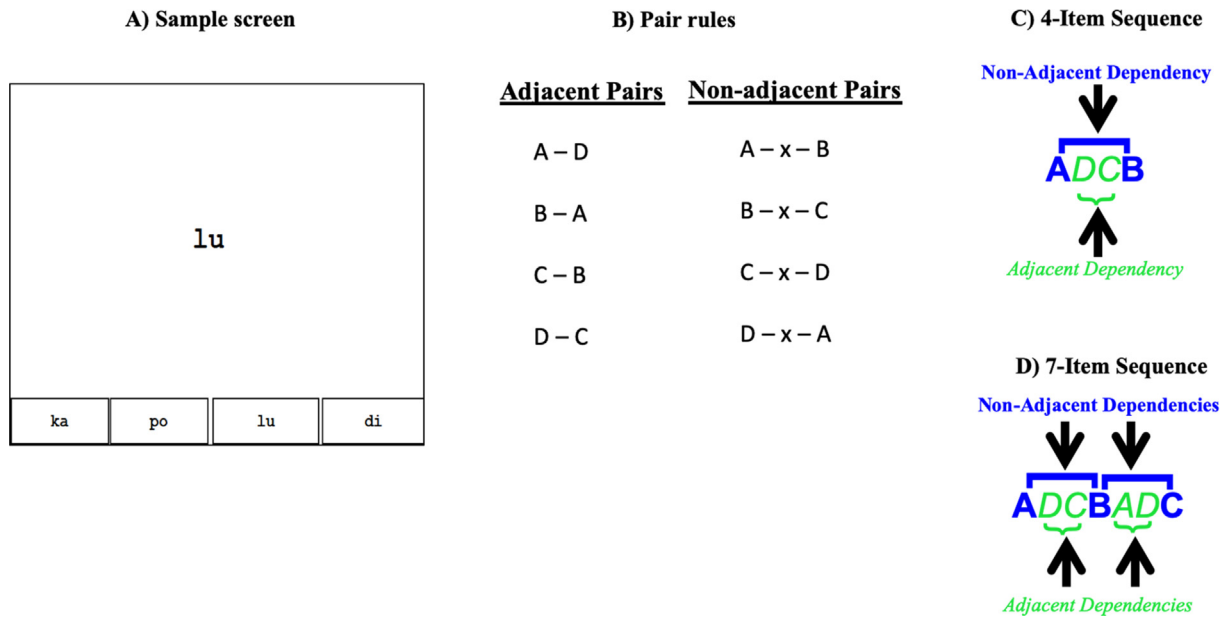 A) Sample screen
lu
ka po lu di
B) Pair rules
Adjacent Pairs Non-adjacent Pairs
A – D A – x – B
B – A B – x – C
C – B C – x – D
D – C D – x – A
C) 4-Item Sequence
Non-Adjacent Dependency
ADCB
Adjacent Dependency
D) 7-Item Sequence
Non-Adjacent Dependencies
ADCBADC
Adjacent Dependencies